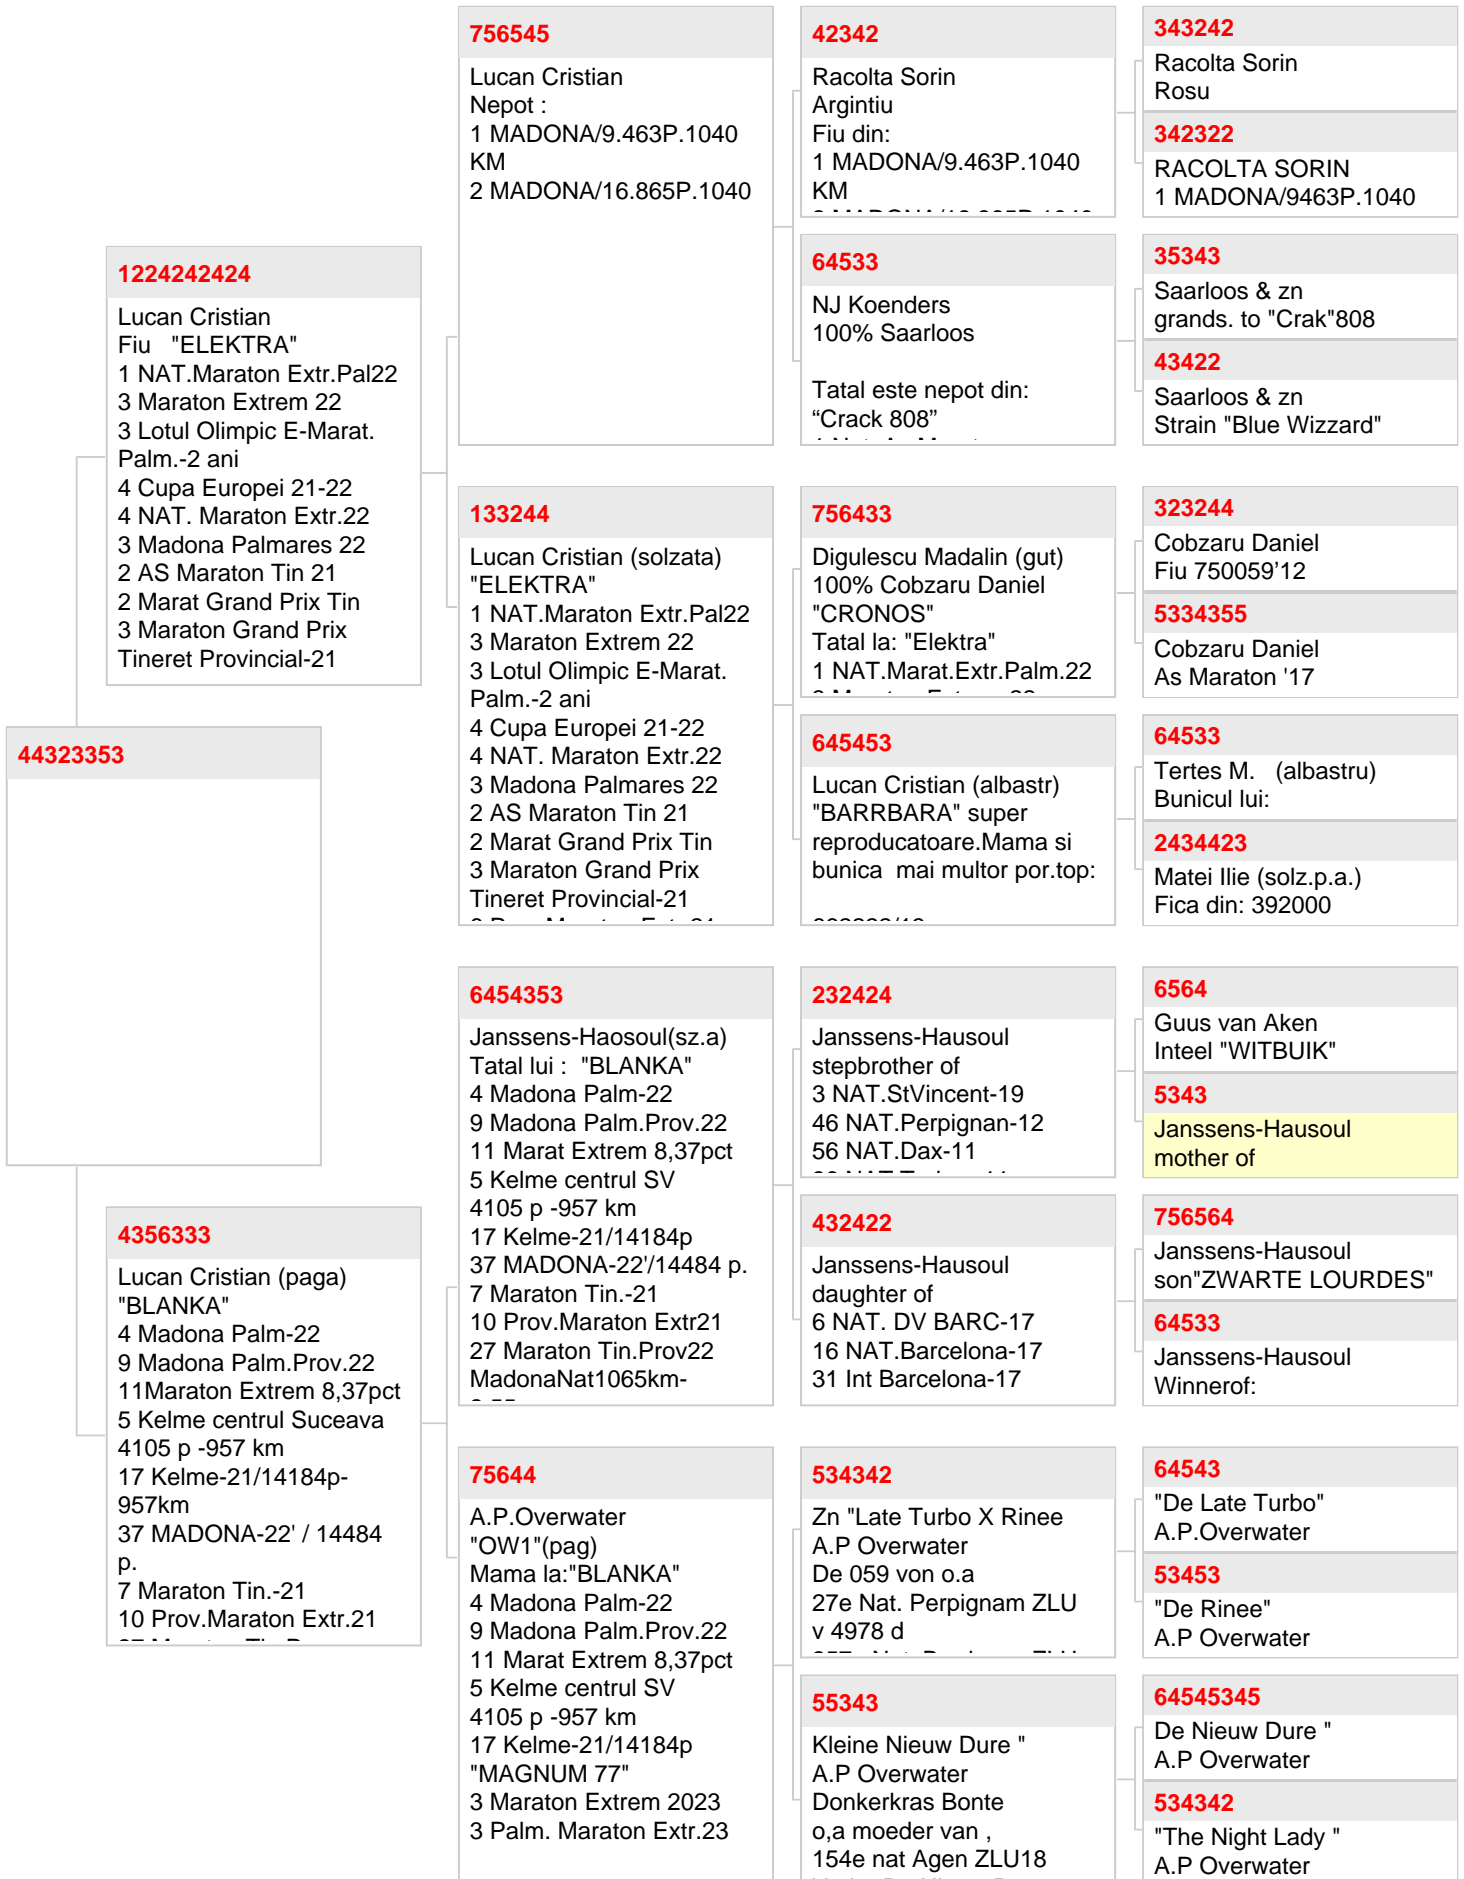 44323353
1224242424
Lucan Cristian
Fiu "ELEKTRA"
1 NAT.Maraton Extr.Pal22
3 Maraton Extrem 22
3 Lotul Olimpic E-Marat.
Palm.-2 ani
4 Cupa Europei 21-22
4 NAT. Maraton Extr.22
3 Madona Palmares 22
2 AS Maraton Tin 21
2 Marat Grand Prix Tin
3 Maraton Grand Prix
Tineret Provincial-21
4356333
Lucan Cristian (paga)
"BLANKA"
4 Madona Palm-22
9 Madona Palm.Prov.22
11Maraton Extrem 8,37pct
5 Kelme centrul Suceava
4105 p -957 km
17 Kelme-21/14184p-
957km
37 MADONA-22' / 14484
p.
7 Maraton Tin.-21
10 Prov.Maraton Extr.21
756545
Lucan Cristian
Nepot :
1 MADONA/9.463P.1040
KM
2 MADONA/16.865P.1040
133244
Lucan Cristian (solzata)
"ELEKTRA"
1 NAT.Maraton Extr.Pal22
3 Maraton Extrem 22
3 Lotul Olimpic E-Marat.
Palm.-2 ani
4 Cupa Europei 21-22
4 NAT. Maraton Extr.22
3 Madona Palmares 22
2 AS Maraton Tin 21
2 Marat Grand Prix Tin
3 Maraton Grand Prix
Tineret Provincial-21
6454353
Janssens-Haosoul(sz.a)
Tatal lui : "BLANKA"
4 Madona Palm-22
9 Madona Palm.Prov.22
11 Marat Extrem 8,37pct
5 Kelme centrul SV
4105 p -957 km
17 Kelme-21/14184p
37 MADONA-22'/14484 p.
7 Maraton Tin.-21
10 Prov.Maraton Extr21
27 Maraton Tin.Prov22
MadonaNat1065km-
75644
A.P.Overwater
"OW1"(pag)
Mama la:"BLANKA"
4 Madona Palm-22
9 Madona Palm.Prov.22
11 Marat Extrem 8,37pct
5 Kelme centrul SV
4105 p -957 km
17 Kelme-21/14184p
"MAGNUM 77"
3 Maraton Extrem 2023
3 Palm. Maraton Extr.23
42342
Racolta Sorin
Argintiu
Fiu din:
1 MADONA/9.463P.1040
KM
64533
NJ Koenders
100% Saarloos
Tatal este nepot din:
“Crack 808”
756433
Digulescu Madalin (gut)
100% Cobzaru Daniel
"CRONOS"
Tatal la: "Elektra"
1 NAT.Marat.Extr.Palm.22
645453
Lucan Cristian (albastr)
"BARRBARA" super
reproducatoare.Mama si
bunica mai multor por.top:
232424
Janssens-Hausoul
stepbrother of
3 NAT.StVincent-19
46 NAT.Perpignan-12
56 NAT.Dax-11
432422
Janssens-Hausoul
daughter of
6 NAT. DV BARC-17
16 NAT.Barcelona-17
31 Int Barcelona-17
534342
Zn "Late Turbo X Rinee
A.P Overwater
De 059 von o.a
27e Nat. Perpignam ZLU
v 4978 d
55343
Kleine Nieuw Dure "
A.P Overwater
Donkerkras Bonte
o,a moeder van ,
154e nat Agen ZLU18
343242
Racolta Sorin
Rosu
342322
RACOLTA SORIN
1 MADONA/9463P.1040
35343
Saarloos & zn
grands. to "Crak"808
43422
Saarloos & zn
Strain "Blue Wizzard"
323244
Cobzaru Daniel
Fiu 750059’12
5334355
Cobzaru Daniel
As Maraton '17
64533
Tertes M. (albastru)
Bunicul lui:
2434423
Matei Ilie (solz.p.a.)
Fica din: 392000
6564
Guus van Aken
Inteel "WITBUIK"
5343
Janssens-Hausoul
mother of
756564
Janssens-Hausoul
son"ZWARTE LOURDES"
64533
Janssens-Hausoul
Winnerof:
64543
"De Late Turbo"
A.P.Overwater
53453
"De Rinee"
A.P Overwater
64545345
De Nieuw Dure "
A.P Overwater
534342
"The Night Lady "
A.P Overwater